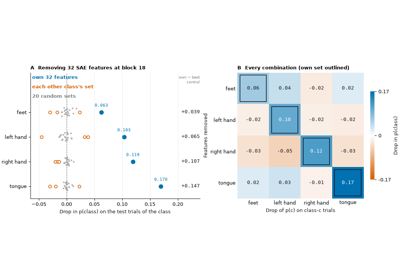 A Removing 32 SAE features at block 18
own 32 features
each other class's set
20 random sets
own − best
control
feet
left hand
right hand
tongue
0.063
0.103
0.119
0.170
+0.039
+0.065
+0.107
+0.147
−0.05
0.00
0.05
0.10
0.15
0.20
Drop in p(class) on the test trials of the class
B Every combination (own set outlined)
Features removed
feet
left hand
right hand
tongue
0.06 0.04 -0.02 0.02
-0.02 0.10 -0.02 -0.02
-0.03 -0.05 0.12 -0.03
0.02 0.03 -0.01 0.17
feet left hand right hand tongue
Drop of p(c) on class-c trials
0.17
0
−0.17
Drop in p(class)